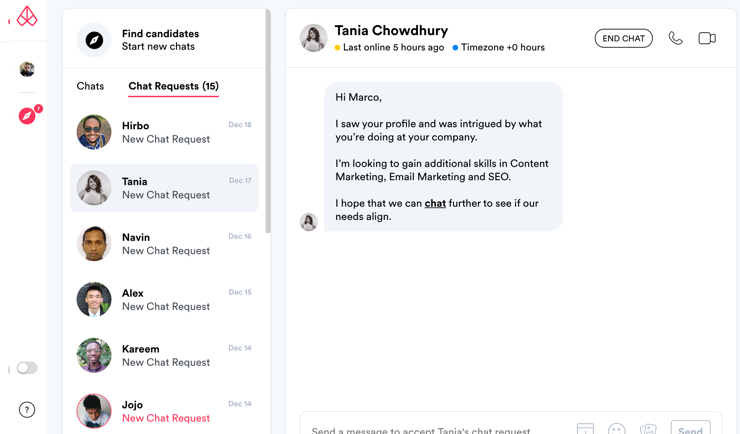 Find candidates
Start new chats
Chats
Chat Requests (15)
Hirbo
Dec 18
New Chat Request
Tania
Dec 17
New Chat Request
Navin
Dec 16
New Chat Request
Alex
Dec 15
New Chat Request
Kareem
Dec 14
New Chat Request
Jojo
Dec 14
New Chat Request
7
?
Tania Chowdhury
Last online 5 hours ago
Timezone +0 hours
END CHAT
Hi Marco,
I saw your profile and was intrigued by what
you’re doing at your company.
I’m looking to gain additional skills in Content
Marketing, Email Marketing and SEO.
I hope that we can chat further to see if our
needs align.
Send a message to accept Tania's chat request
Send